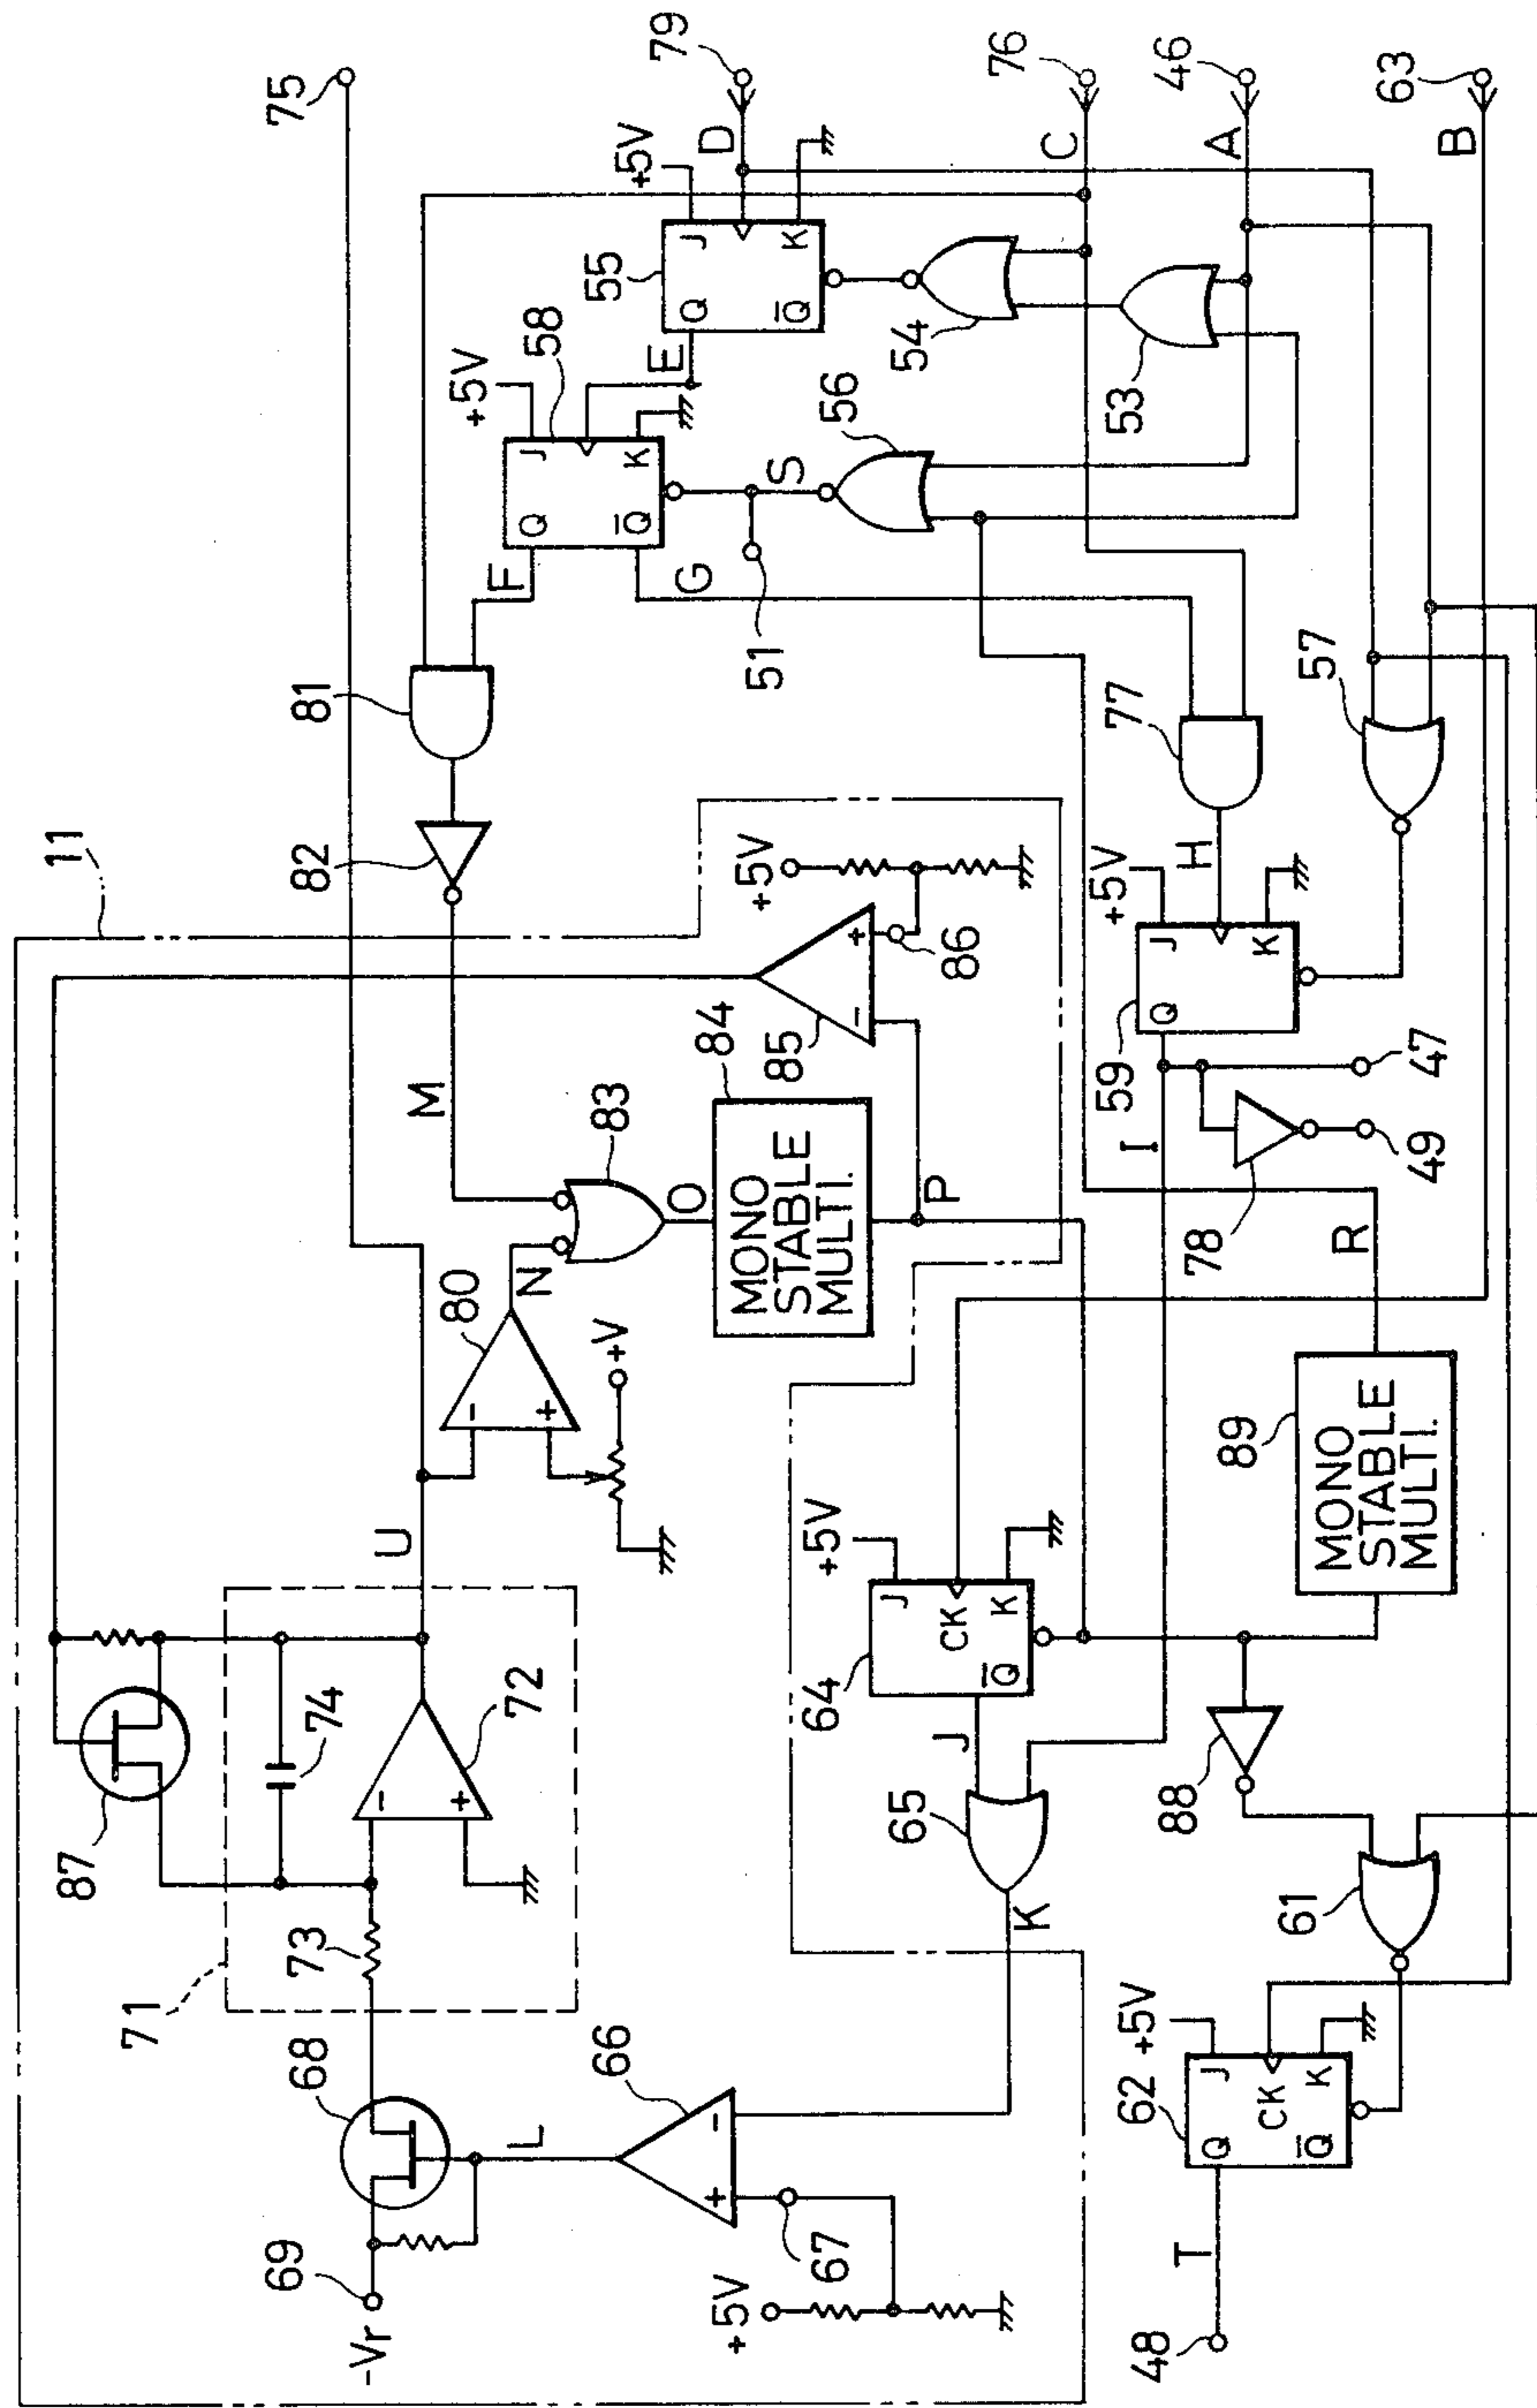 11
75
87
81
82
+5V
58
79
D
+5V
55
J
Q
K
Q̅
E
J
Q
K
Q̅
F
G
S
51
56
54
53
C
76
A
46
B
63
M
U
71
74
72
-
+
73
68
69
-Vr
L
66
-
+
67
+5V
80
N
-
+
+V
83
O
84
MONO
STABLE
MULTI.
P
85
-
+
86
+5V
77
57
H
+5V
59
J
Q
K
I
47
49
78
R
89
MONO
STABLE
MULTI.
+5V
64
J
CK
K
Q̅
J
65
K
88
61
+5V
62
J
Q
CK
K
Q̅
T
48